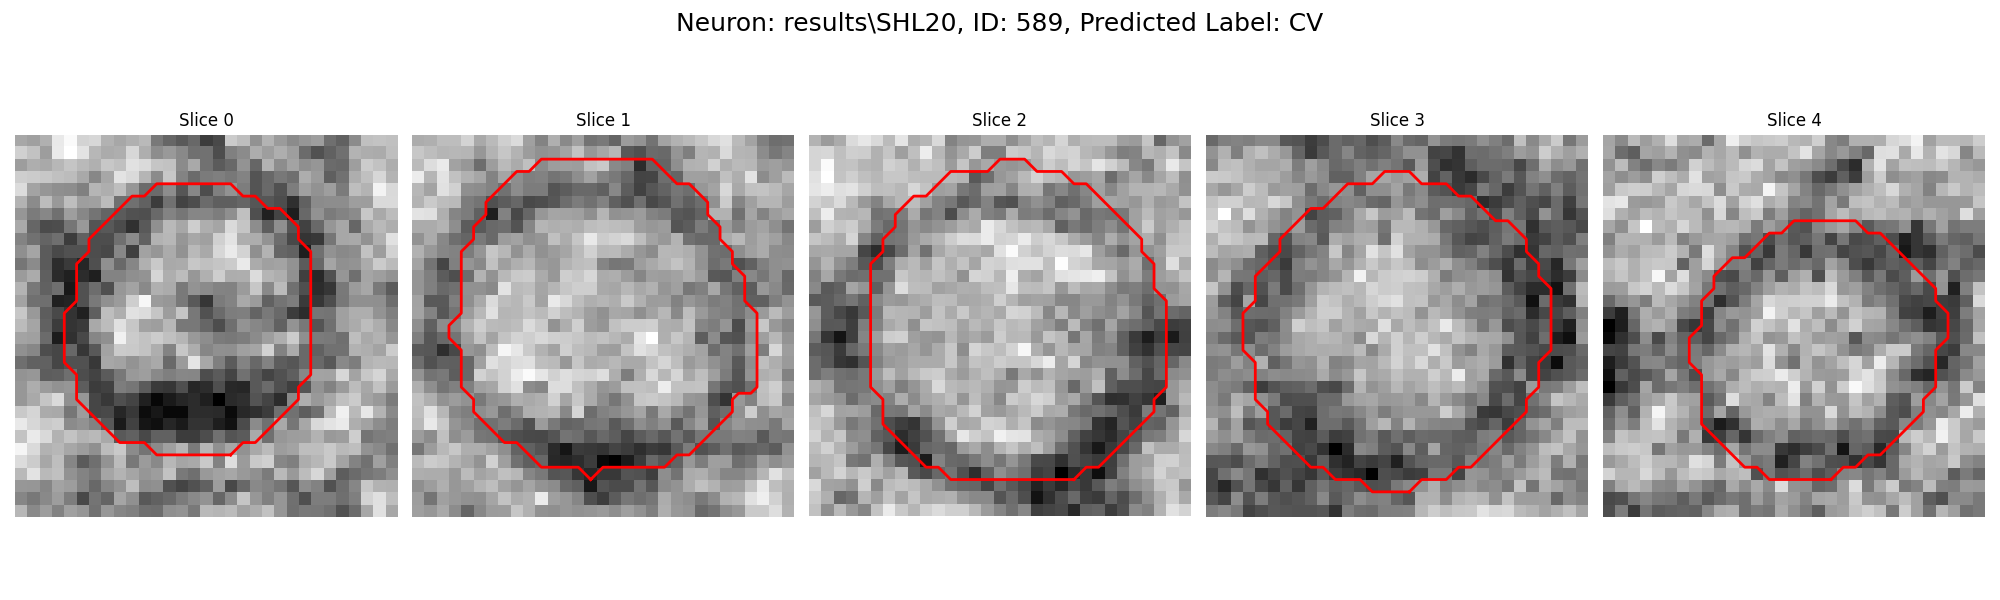 Neuron: results\SHL20, ID: 589, Predicted Label: CV
Slice 0
Slice 1
Slice 2
Slice 3
Slice 4